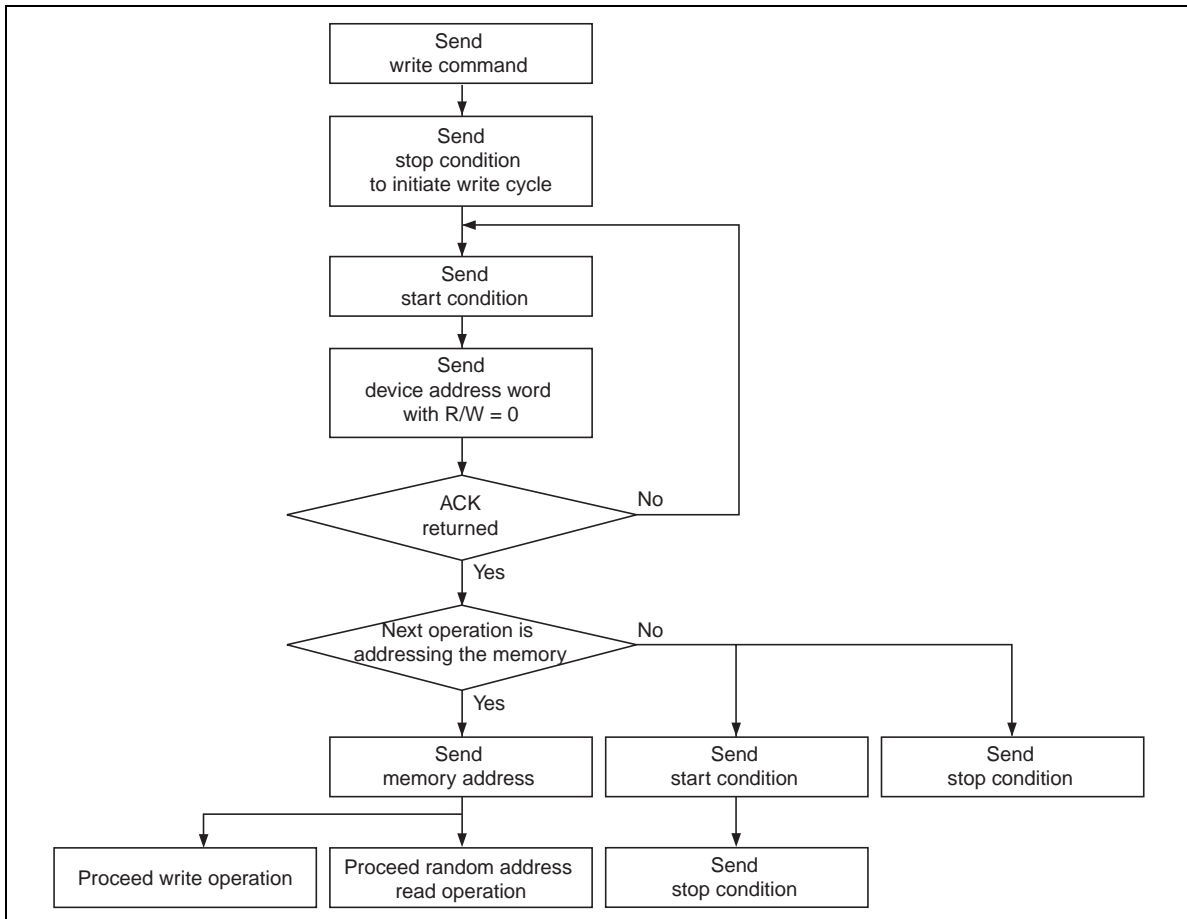 Send
write command
Send
stop condition
to initiate write cycle
Send
start condition
Send
device address word
with R/W = 0
ACK
returned
No
Yes
Next operation is
addressing the memory
No
Yes
Send
memory address
Send
start condition
Send
stop condition
Proceed write operation
Proceed random address
read operation
Send
stop condition